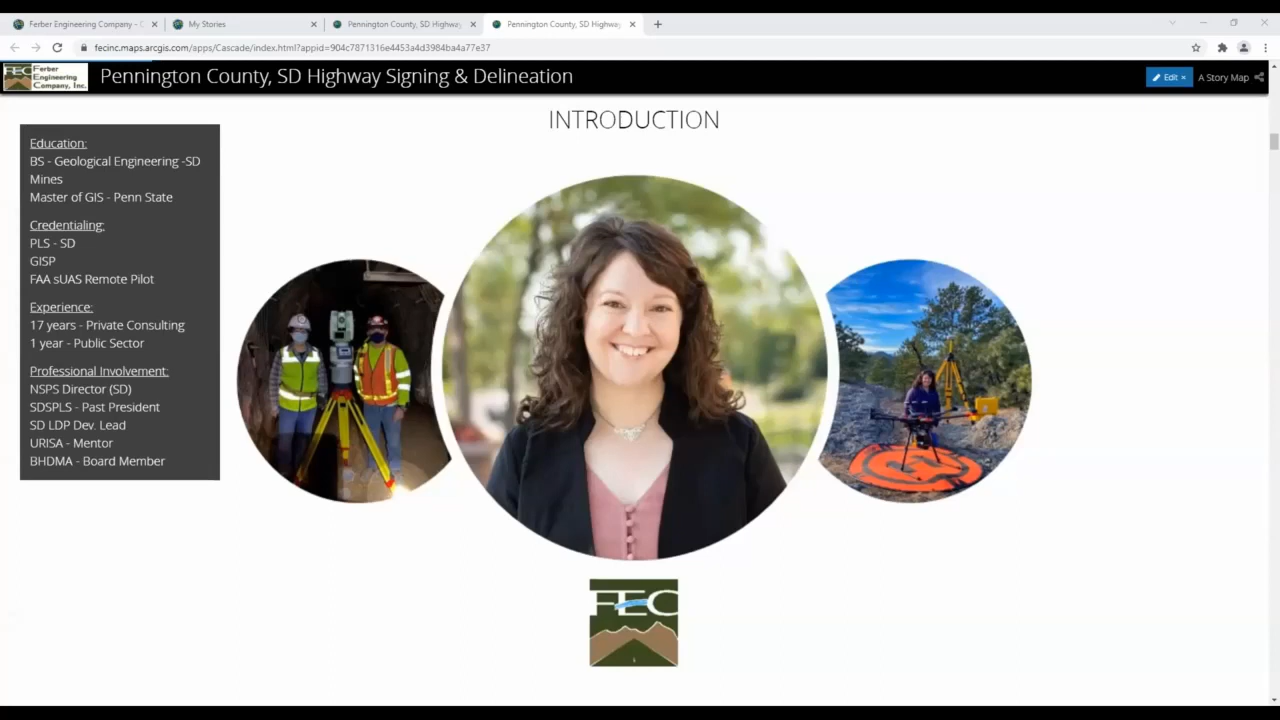 Ferber Engineering Company - 
My Stories
Pennington County, SD Highway
Pennington County, SD Highway
fecinc.maps.arcgis.com/apps/Cascade/index.html?appid=904c7871316e4453a4d3984ba4a77e37
FEC Ferber
Engineering
Company, Inc.
Pennington County, SD Highway Signing & Delineation
Edit ×
A Story Map
INTRODUCTION
Education:
BS - Geological Engineering -SD
Mines
Master of GIS - Penn State
Credentialing:
PLS - SD
GISP
FAA sUAS Remote Pilot
Experience:
17 years - Private Consulting
1 year - Public Sector
Professional Involvement:
NSPS Director (SD)
SDSPLS - Past President
SD LDP Dev. Lead
URISA - Mentor
BHDMA - Board Member
FEC